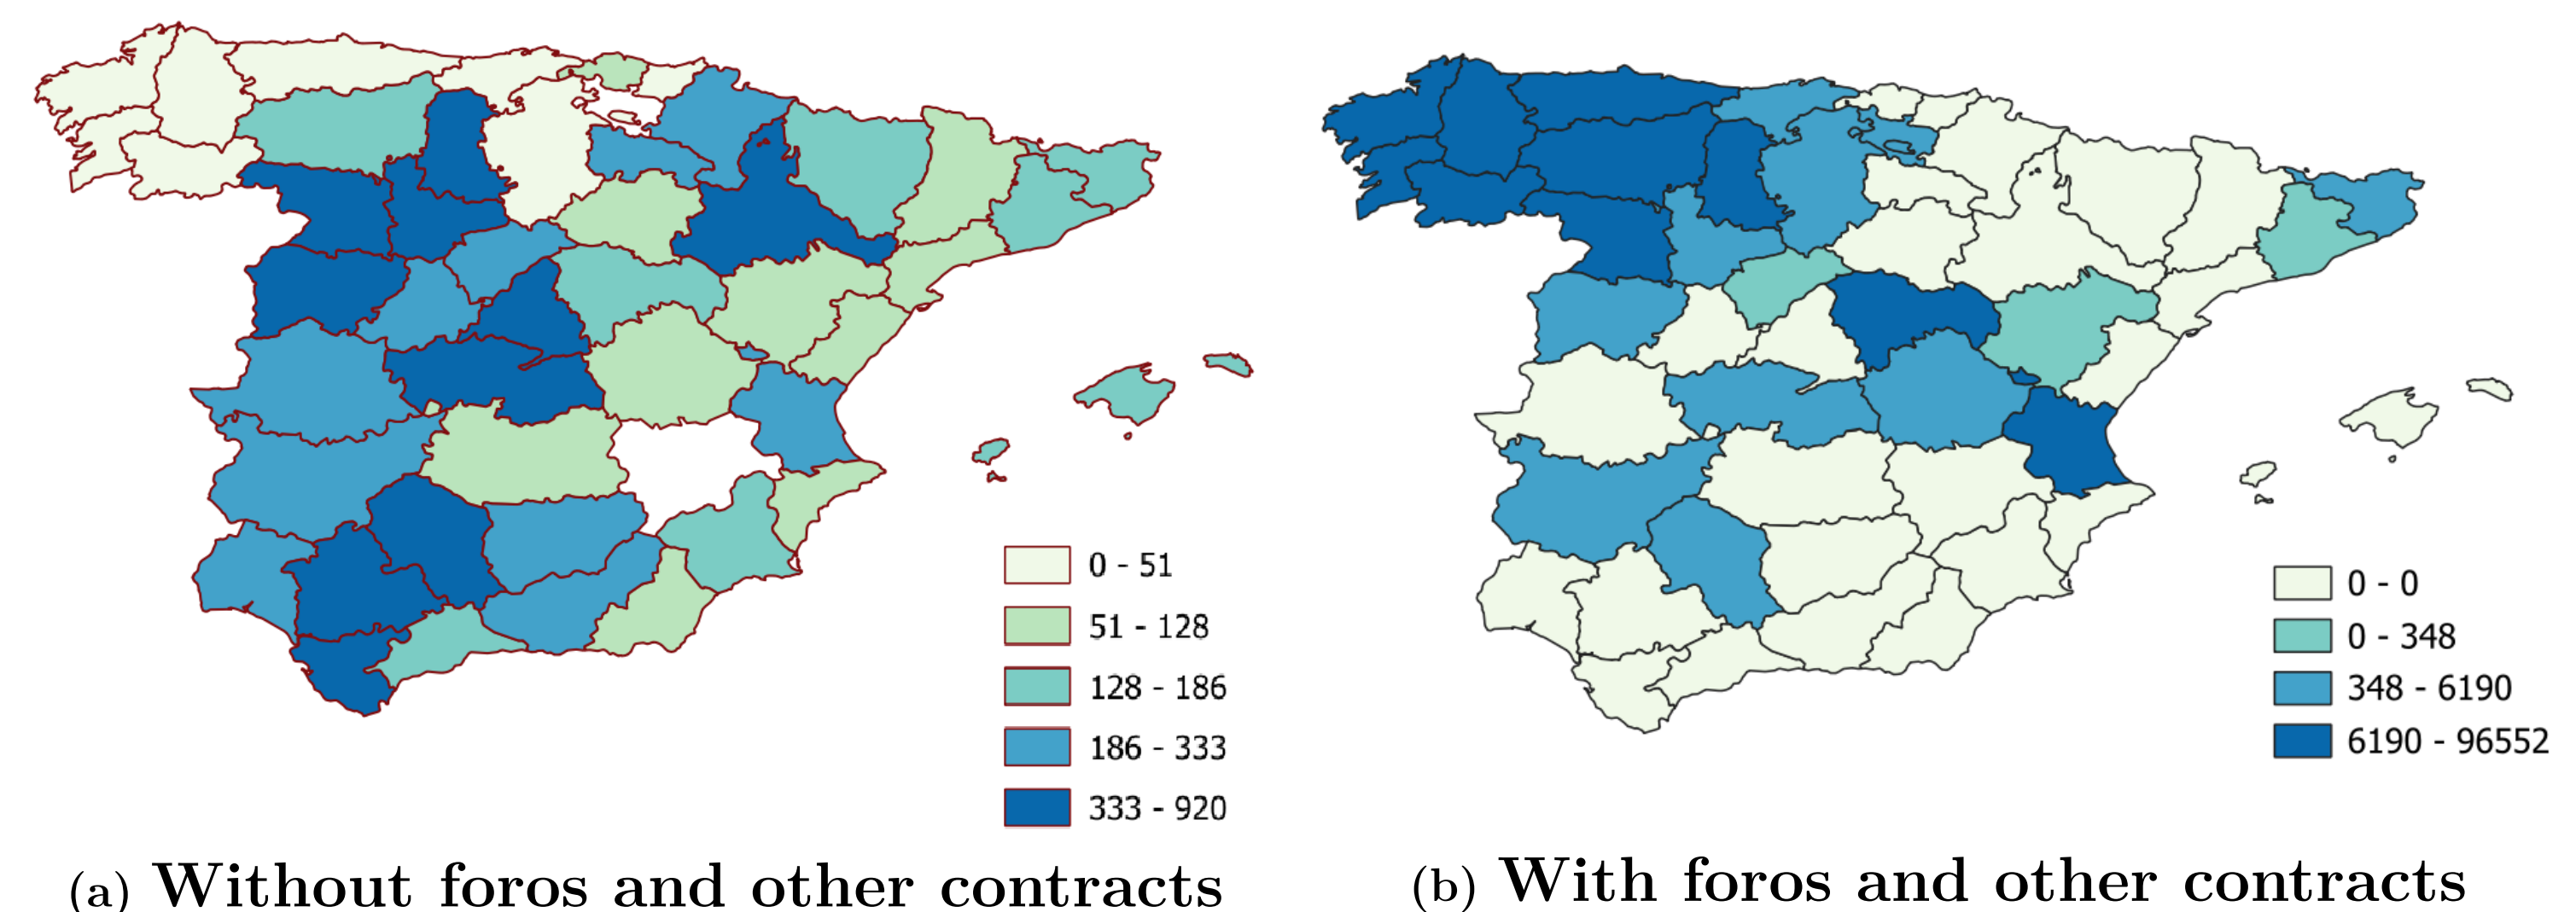 0 - 51
51 - 128
128 - 186
186 - 333
333 - 920
(a) Without foros and other contracts
0 - 0
0 - 348
348 - 6190
6190 - 96552
(b) With foros and other contracts